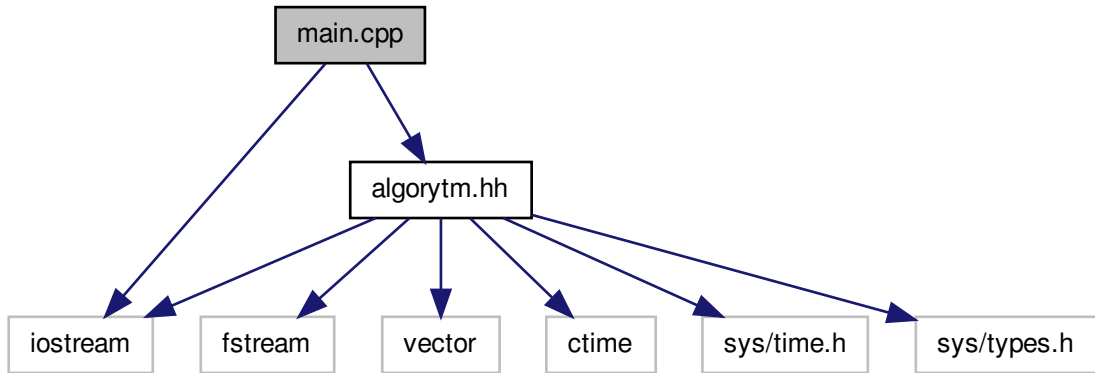 main.cpp
algorytm.hh
iostream
fstream
vector
ctime
sys/time.h
sys/types.h